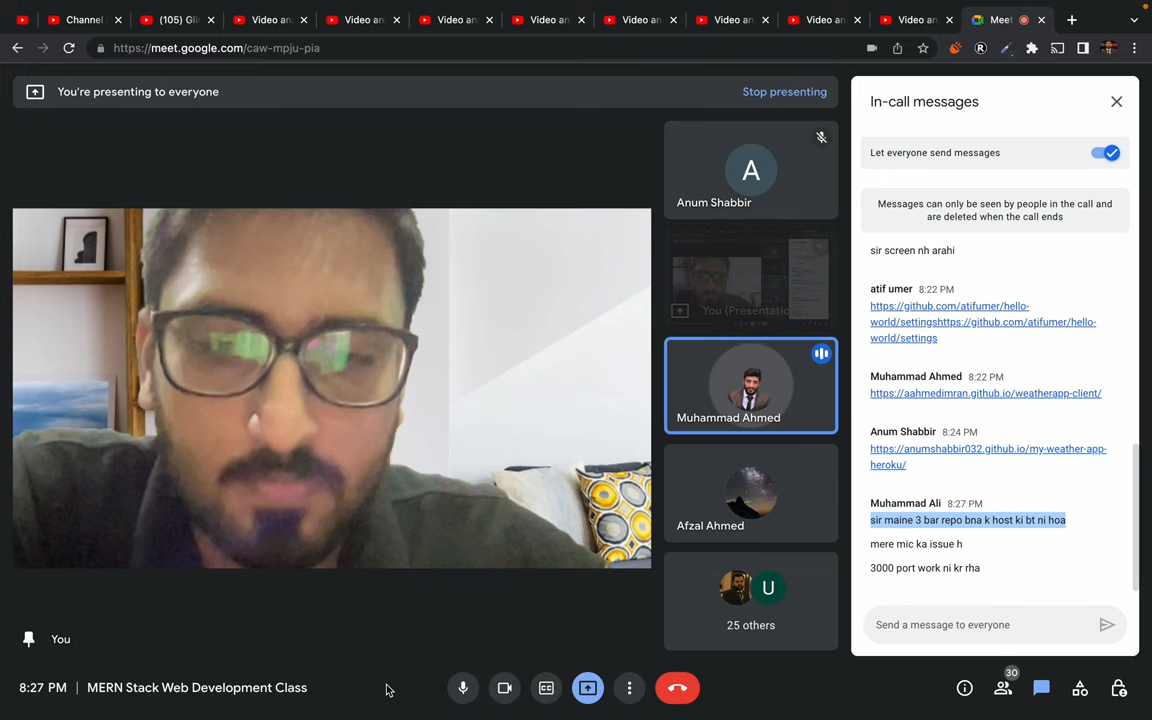 Channel
(105) Gli
Video an
Video an
Video an
Video an
Video an
Video an
Video an
Video an
Meet
https://meet.google.com/caw-mpju-pia
You're presenting to everyone
Stop presenting
A
Anum Shabbir
You (Presentation
Muhammad Ahmed
Afzal Ahmed
U
25 others
You
In-call messages
Let everyone send messages
Messages can only be seen by people in the call and
are deleted when the call ends
sir screen nh arahi
atif umer 8:22 PM
https://github.com/atifumer/hello-
world/settingshttps://github.com/atifumer/hello-
world/settings
Muhammad Ahmed 8:22 PM
https://aahmedimran.github.io/weatherapp-client/
Anum Shabbir 8:24 PM
https://anumshabbir032.github.io/my-weather-app-
heroku/
Muhammad Ali 8:27 PM
sir maine 3 bar repo bna k host ki bt ni hoa
mere mic ka issue h
3000 port work ni kr rha
Send a message to everyone
8:27 PM | MERN Stack Web Development Class
30